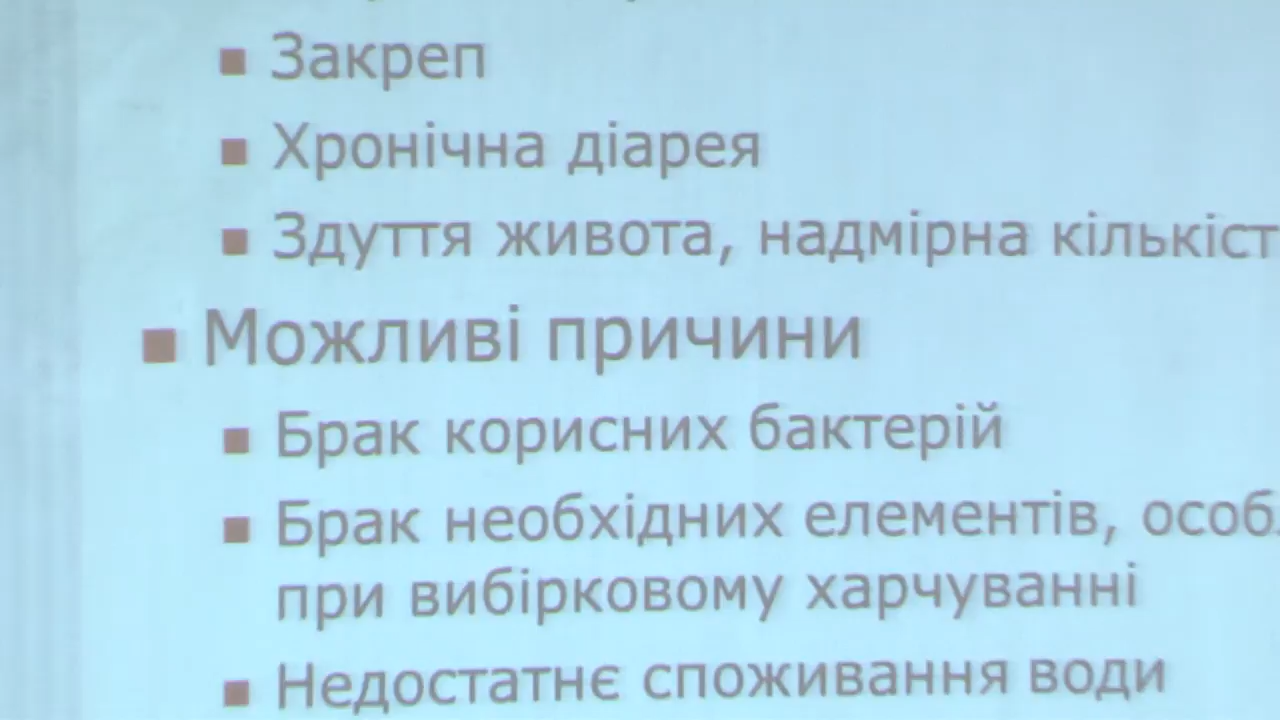 Закреп
Хронічна діарея
Здуття живота, надмірна кількіст
Можливі причини
Брак корисних бактерій
Брак необхідних елементів, особ
при вибірковому харчуванні
Недостатнє споживання води